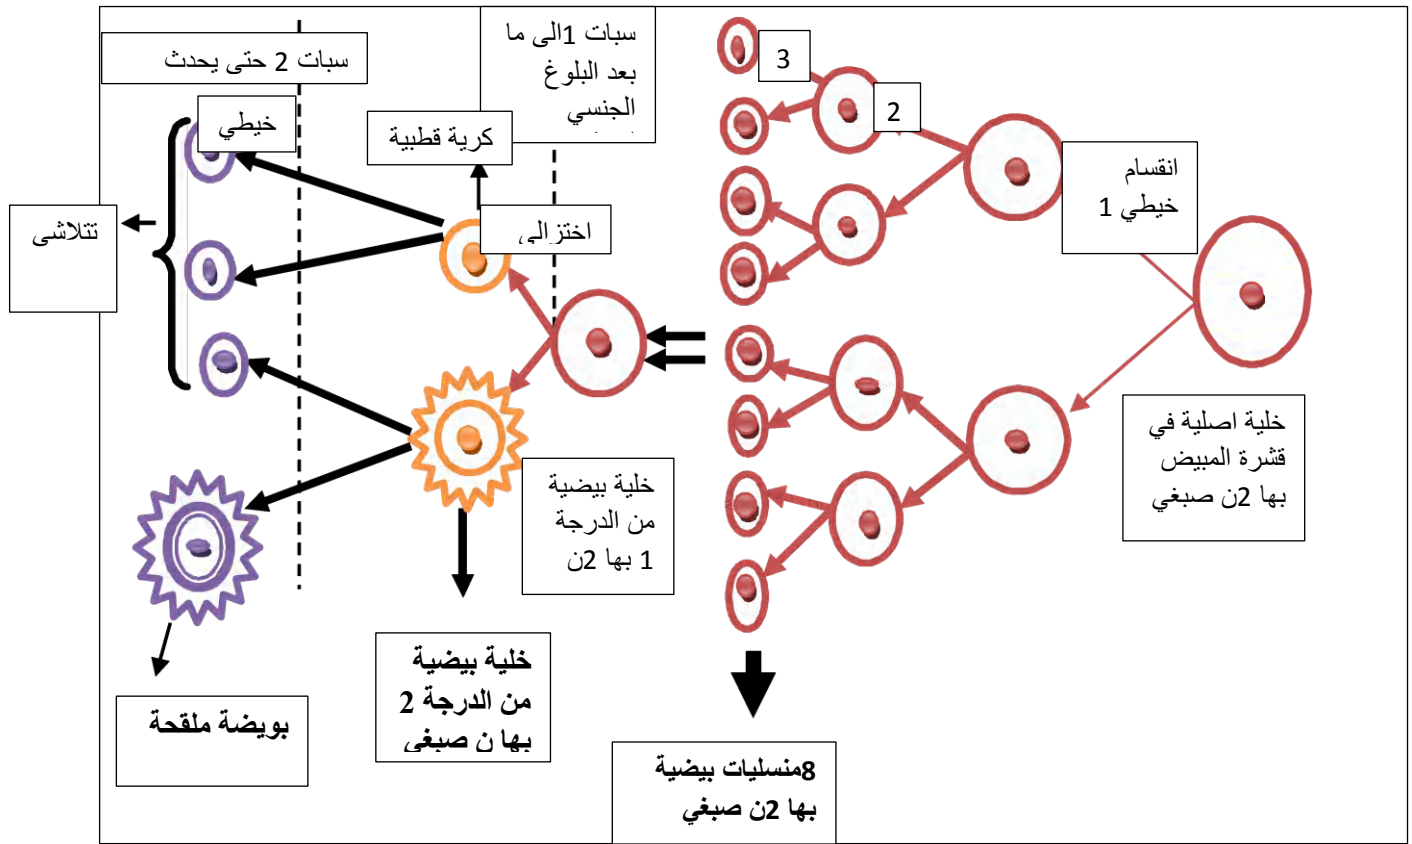 3
2
انقسام
خيطي 1
خلية اصلية في
قشرة المبيض
بها 2ن صبغي
8منسليات بيضية
بها 2ن صبغي
سبات 1الى ما
بعد البلوغ
الجنسي
اختزالي
كرية قطبية
خلية بيضية
من الدرجة
1 بها 2ن
خلية بيضية
من الدرجة 2
بها ن صبغي
سبات 2 حتى يحدث
خيطي
تتلاشى
بويضة ملقحة